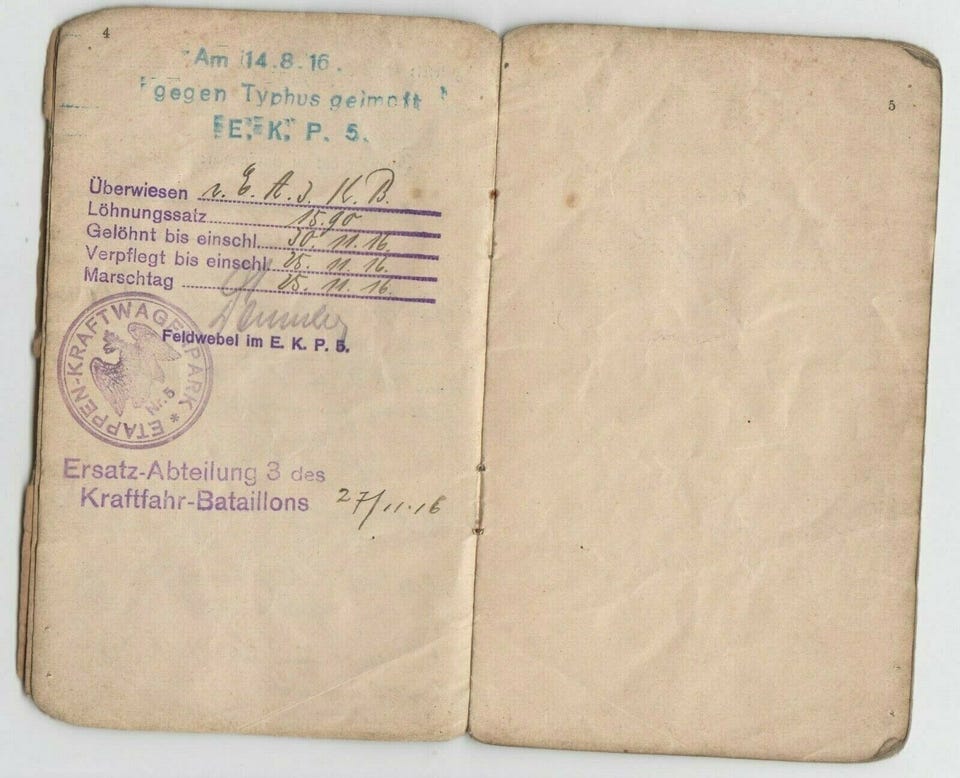 4
Am 14.8.16.
gegen Typhus geimpft
E. K. P. 5.
Überwiesen z. E. A. 3 K. B.
Löhnungssatz 15.90
Gelöhnt bis einschl. 30. 11. 16.
Verpflegt bis einschl. 25. 11. 16.
Marschtag 25. 11. 16.
Feldwebel im E. K. P. 5.
ETAPPEN-KRAFTWAGENPARK *
Nr. 5
Ersatz-Abteilung 3 des
Kraftfahr-Bataillons 27/11.16
5